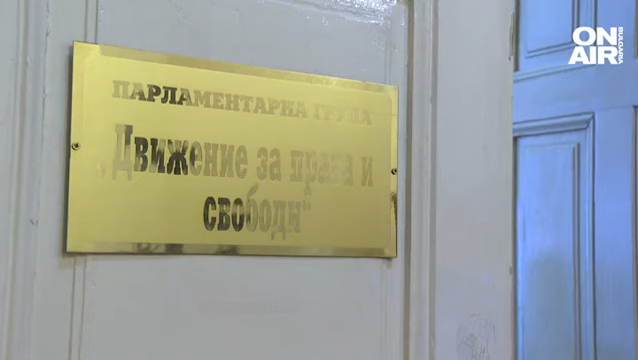 ПАРЛАМЕНТАРНА ГРУПА
„Движение за права и
свободи“
ON
AIR
BULGARIA